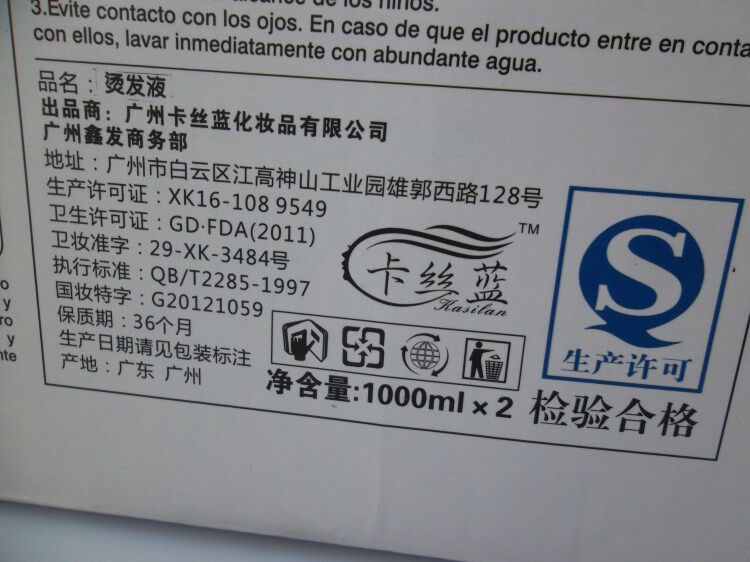 de los niños.
3.Evite contacto con los ojos. En caso de que el producto entre en
con ellos, lavar inmediatamente con abundante agua.
品名：烫发液
出品商：广州卡丝蓝化妆品有限公司
广州鑫发商务部
地址：广州市白云区江高神山工业园雄郭西路128号
生产许可证：XK16-108 9549
卫生许可证：GD·FDA(2011)
卫妆准字：29-XK-3484号
执行标准：QB/T2285-1997
国妆特字：G20121059
保质期：36个月
生产日期请见包装标注
产地：广东 广州
卡丝蓝 TM
Kasilan
净含量:1000ml×2
S
生产许可
检验合格